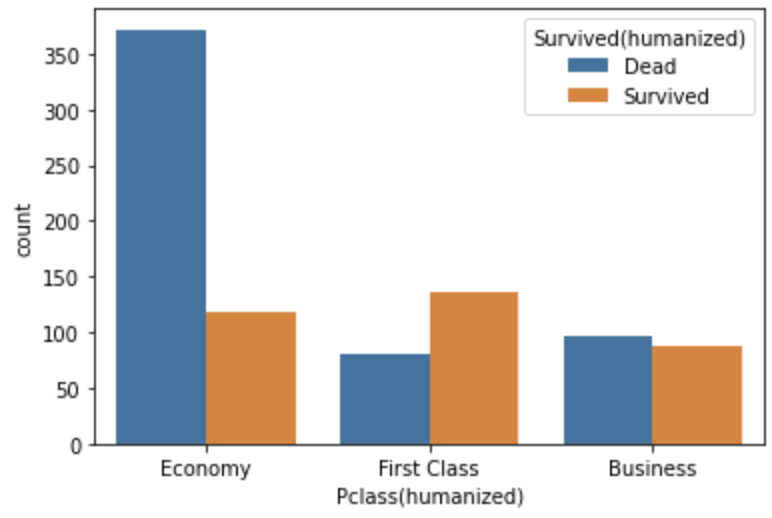 Survived(humanized)
Dead
Survived
350
300
250
200
150
100
50
0
count
Economy First Class Business
Pclass(humanized)